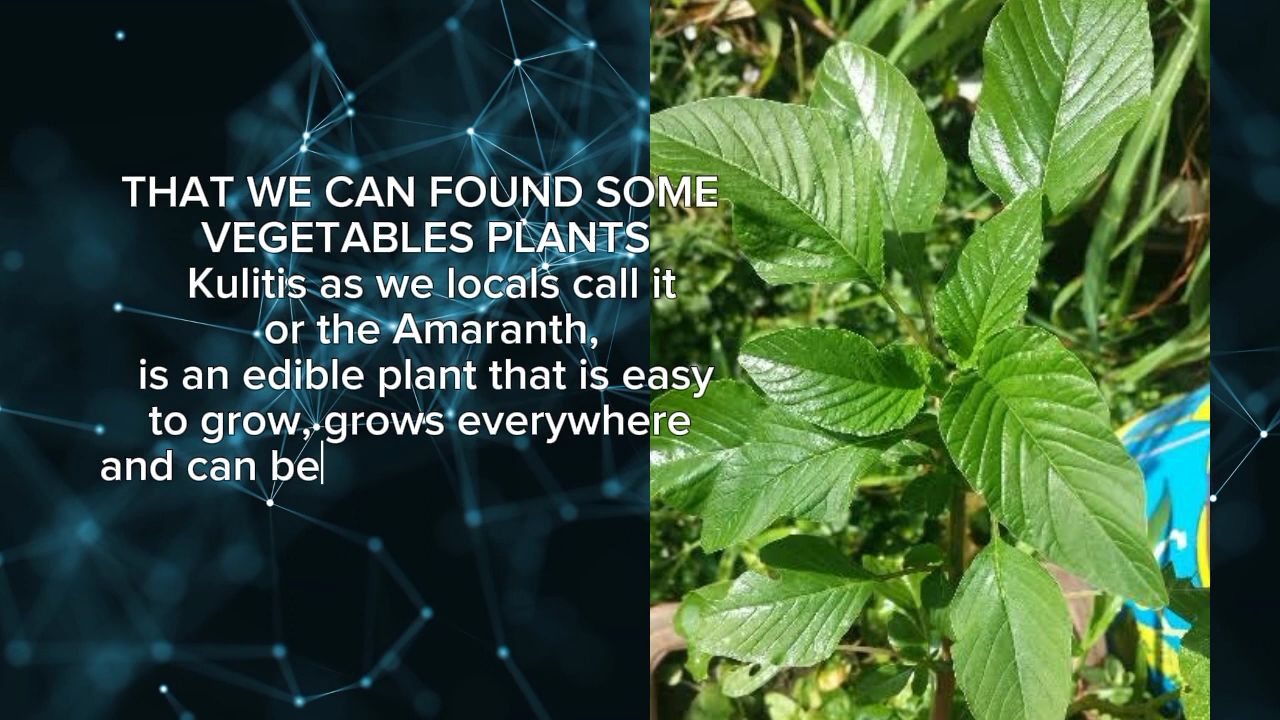 THAT WE CAN FOUND SOME
VEGETABLES PLANTS
Kulitis as we locals call it
or the Amaranth,
is an edible plant that is easy
to grow, grows everywhere
and can be